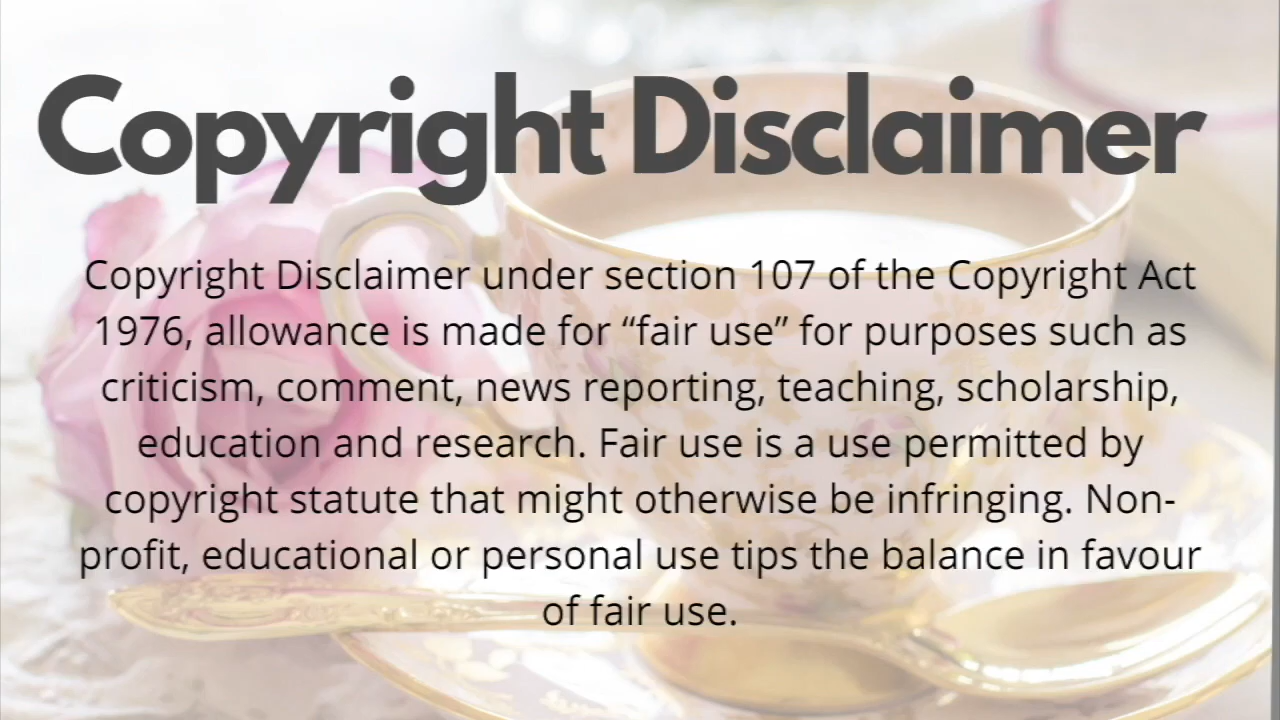 Copyright Disclaimer
Copyright Disclaimer under section 107 of the Copyright Act
1976, allowance is made for “fair use” for purposes such as
criticism, comment, news reporting, teaching, scholarship,
education and research. Fair use is a use permitted by
copyright statute that might otherwise be infringing. Non-
profit, educational or personal use tips the balance in favour
of fair use.